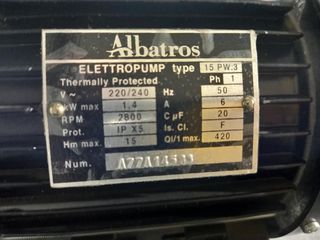 Albatros
ELETTROPUMP type 15 PW.3
Thermally Protected Ph 1
V ~ 220/240 Hz 50
kW max 1,4 A 6
RPM 2800 C µF 20
Prot. IP X5 Is. Cl. F
Hm max 15 Ql/1 max 420
Num.